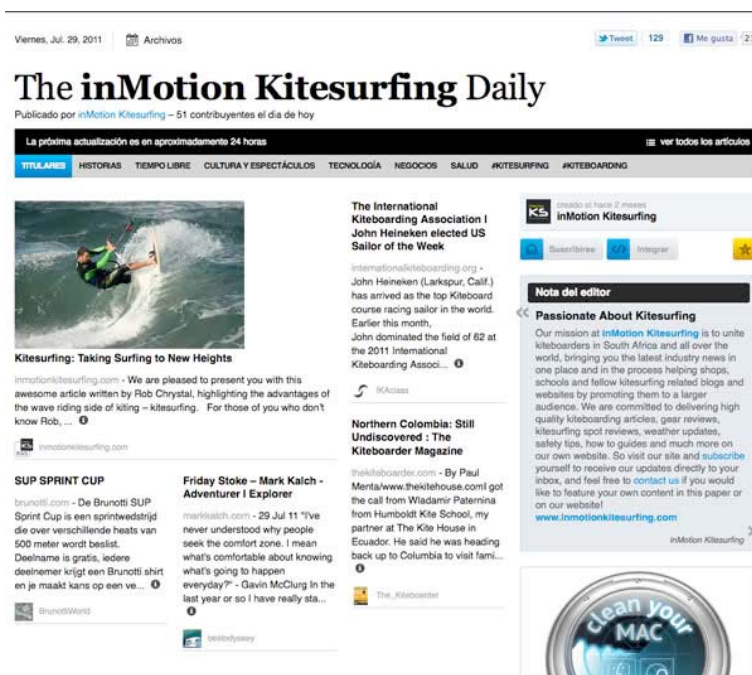 Viernes, Jul. 29, 2011
Archivos
Tweet
129
Me gusta
The inMotion Kitesurfing Daily
Publicado por inMotion Kitesurfing – 51 contribuyentes el dia de hoy
La próxima actualización es en aproximadamente 24 horas
ver todos los artículos
TITULARES HISTORIAS TIEMPO LIBRE CULTURA Y ESPECTÁCULOS TECNOLOGÍA NEGOCIOS SALUD #KITESURFING #KITEBOARDING
Kitesurfing: Taking Surfing to New Heights
inmotionkitesurfing.com - We are pleased to present you with this
awesome article written by Rob Chrystal, highlighting the advantages of
the wave riding side of kiting – kitesurfing. For those of you who don't
know Rob, ...
inmotionkitesurfing.com
SUP SPRINT CUP
brunotti.com - De Brunotti SUP
Sprint Cup is een sprintwedstrijd
die over verschillende heats van
500 meter wordt beslist.
Deelname is gratis, iedere
deelnemer krijgt een Brunotti shirt
en je maakt kans op een ve...
BrunottiWorld
Friday Stoke – Mark Kalch -
Adventurer I Explorer
markkalch.com - 29 Jul 11 "I've
never understood why people
seek the comfort zone. I mean
what's comfortable about knowing
what's going to happen
everyday?" - Gavin McClurg In the
last year or so I have really sta...
bestodyssey
The International
Kiteboarding Association I
John Heineken elected US
Sailor of the Week
internationalkiteboarding.org -
John Heineken (Larkspur, Calif.)
has arrived as the top Kiteboard
course racing sailor in the world.
Earlier this month,
John dominated the field of 62 at
the 2011 International
Kiteboarding Associ...
IKAclass
Northern Colombia: Still
Undiscovered : The
Kiteboarder Magazine
thekiteboarder.com - By Paul
Menta/www.thekitehouse.comI got
the call from Wladamir Paternina
from Humboldt Kite School, my
partner at The Kite House in
Ecuador. He said he was heading
back up to Columbia to visit fami...
The_Kiteboarder
KS
creado el hace 2 meses
inMotion Kitesurfing
Suscribirse
Integrar
Nota del editor
Passionate About Kitesurfing
Our mission at InMotion Kitesurfing is to unite
kiteboarders in South Africa and all over the
world, bringing you the latest industry news in
one place and in the process helping shops,
schools and fellow kitesurfing related blogs and
websites by promoting them to a larger
audience. We are committed to delivering high
quality kiteboarding articles, gear reviews,
kitesurfing spot reviews, weather updates,
safety tips, how to guides and much more on
our own website. So visit our site and subscribe
yourself to receive our updates directly to your
inbox, and feel free to contact us if you would
like to feature your own content in this paper or
on our website!
www.inmotionkitesurfing.com
inMotion Kitesurfing
clean your
MAC